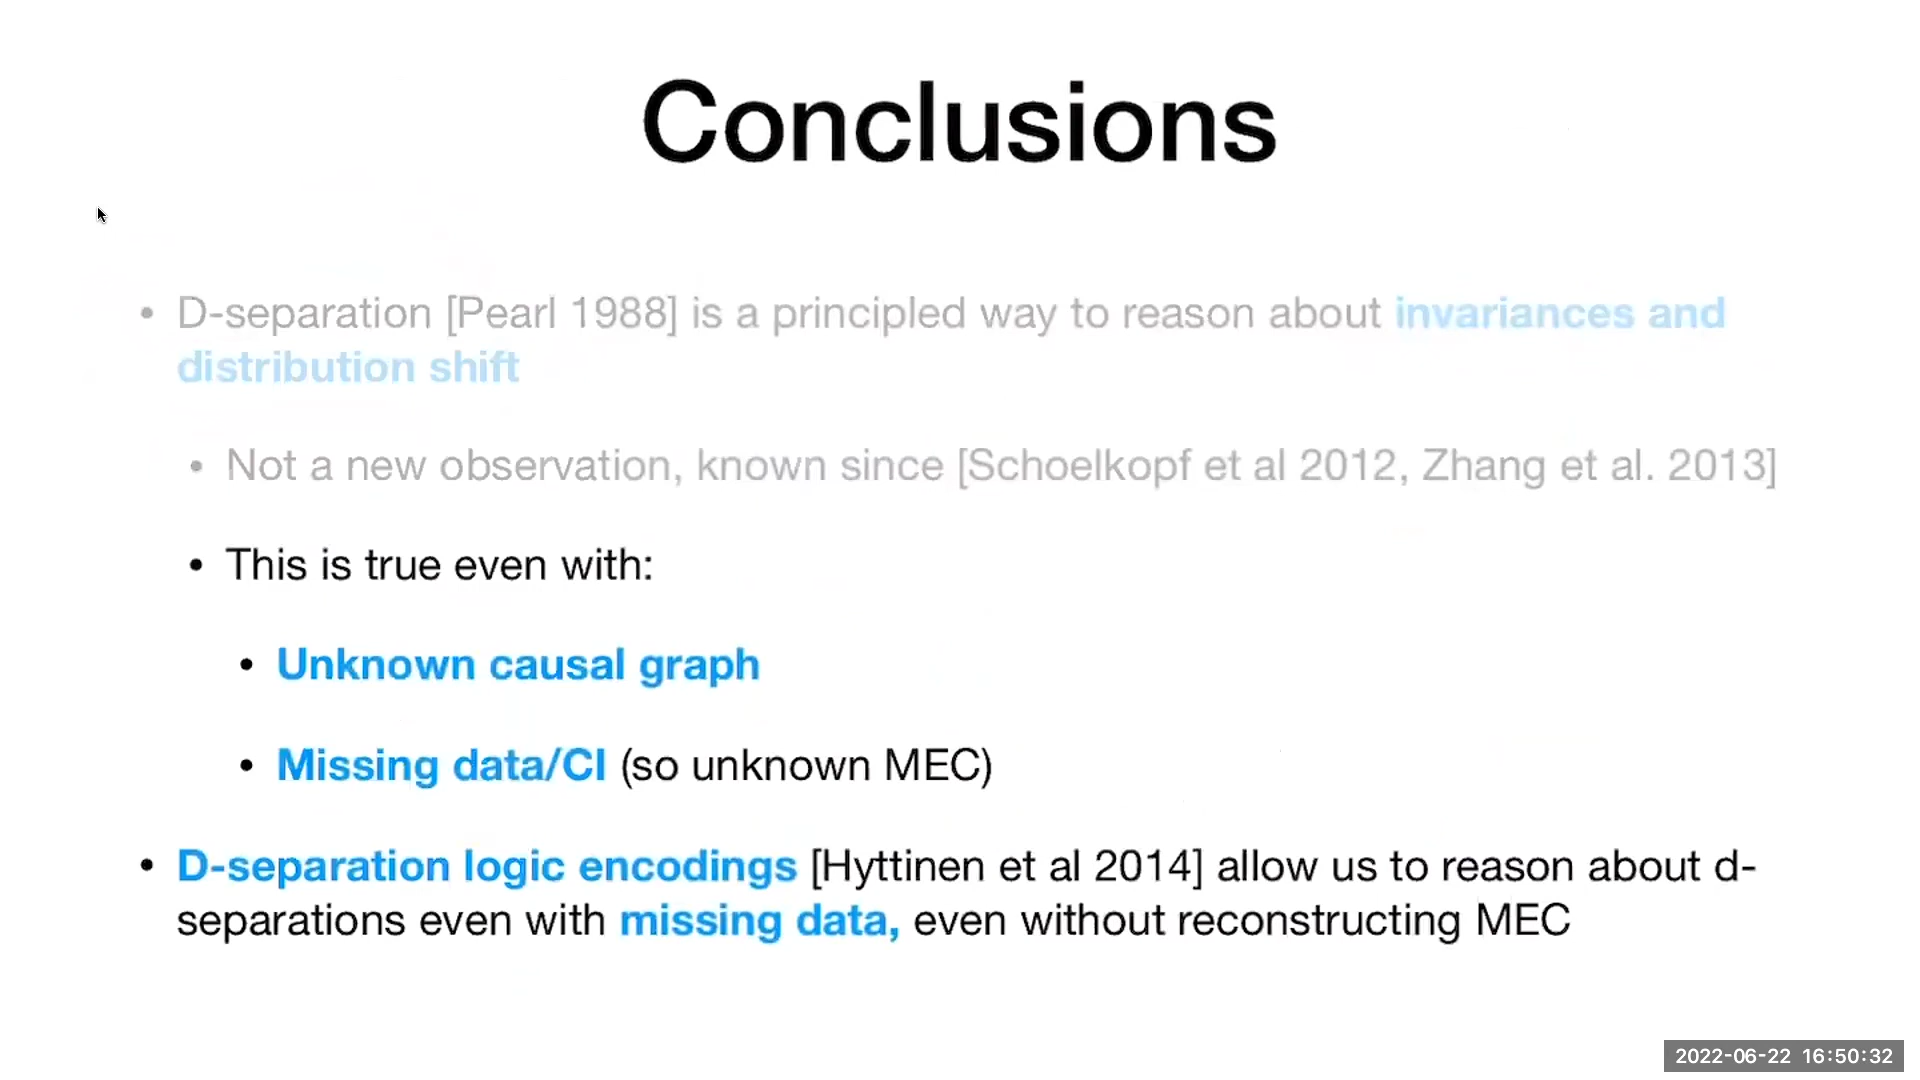 Conclusions
• D-separation [Pearl 1988] is a principled way to reason about invariances and
distribution shift
• Not a new observation, known since [Schoelkopf et al 2012, Zhang et al. 2013]
• This is true even with:
• Unknown causal graph
• Missing data/CI (so unknown MEC)
• D-separation logic encodings [Hyttinen et al 2014] allow us to reason about d-
separations even with missing data, even without reconstructing MEC
2022-06-22 16:50:32